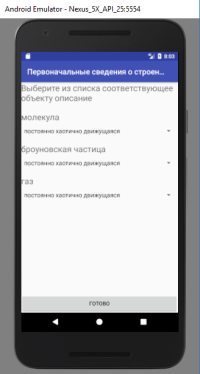 Android Emulator - Nexus_5X_API_25:5554
8:03
Первоначальные сведения о строен...
Выберите из списка соответствующее
объекту описание
молекула
постоянно хаотично движущаяся
броуновская частица
постоянно хаотично движущаяся
газ
постоянно хаотично движущаяся
ГОТОВО